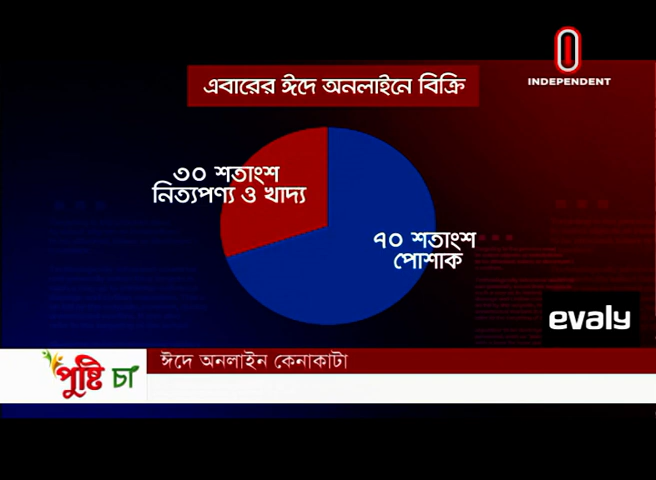 INDEPENDENT
এবারের ঈদে অনলাইনে বিক্রি
৩০ শতাংশ
নিত্যপণ্য ও খাদ্য
৭০ শতাংশ
পোশাক
evaly
পুষ্টি চা
ঈদে অনলাইন কেনাকাটা